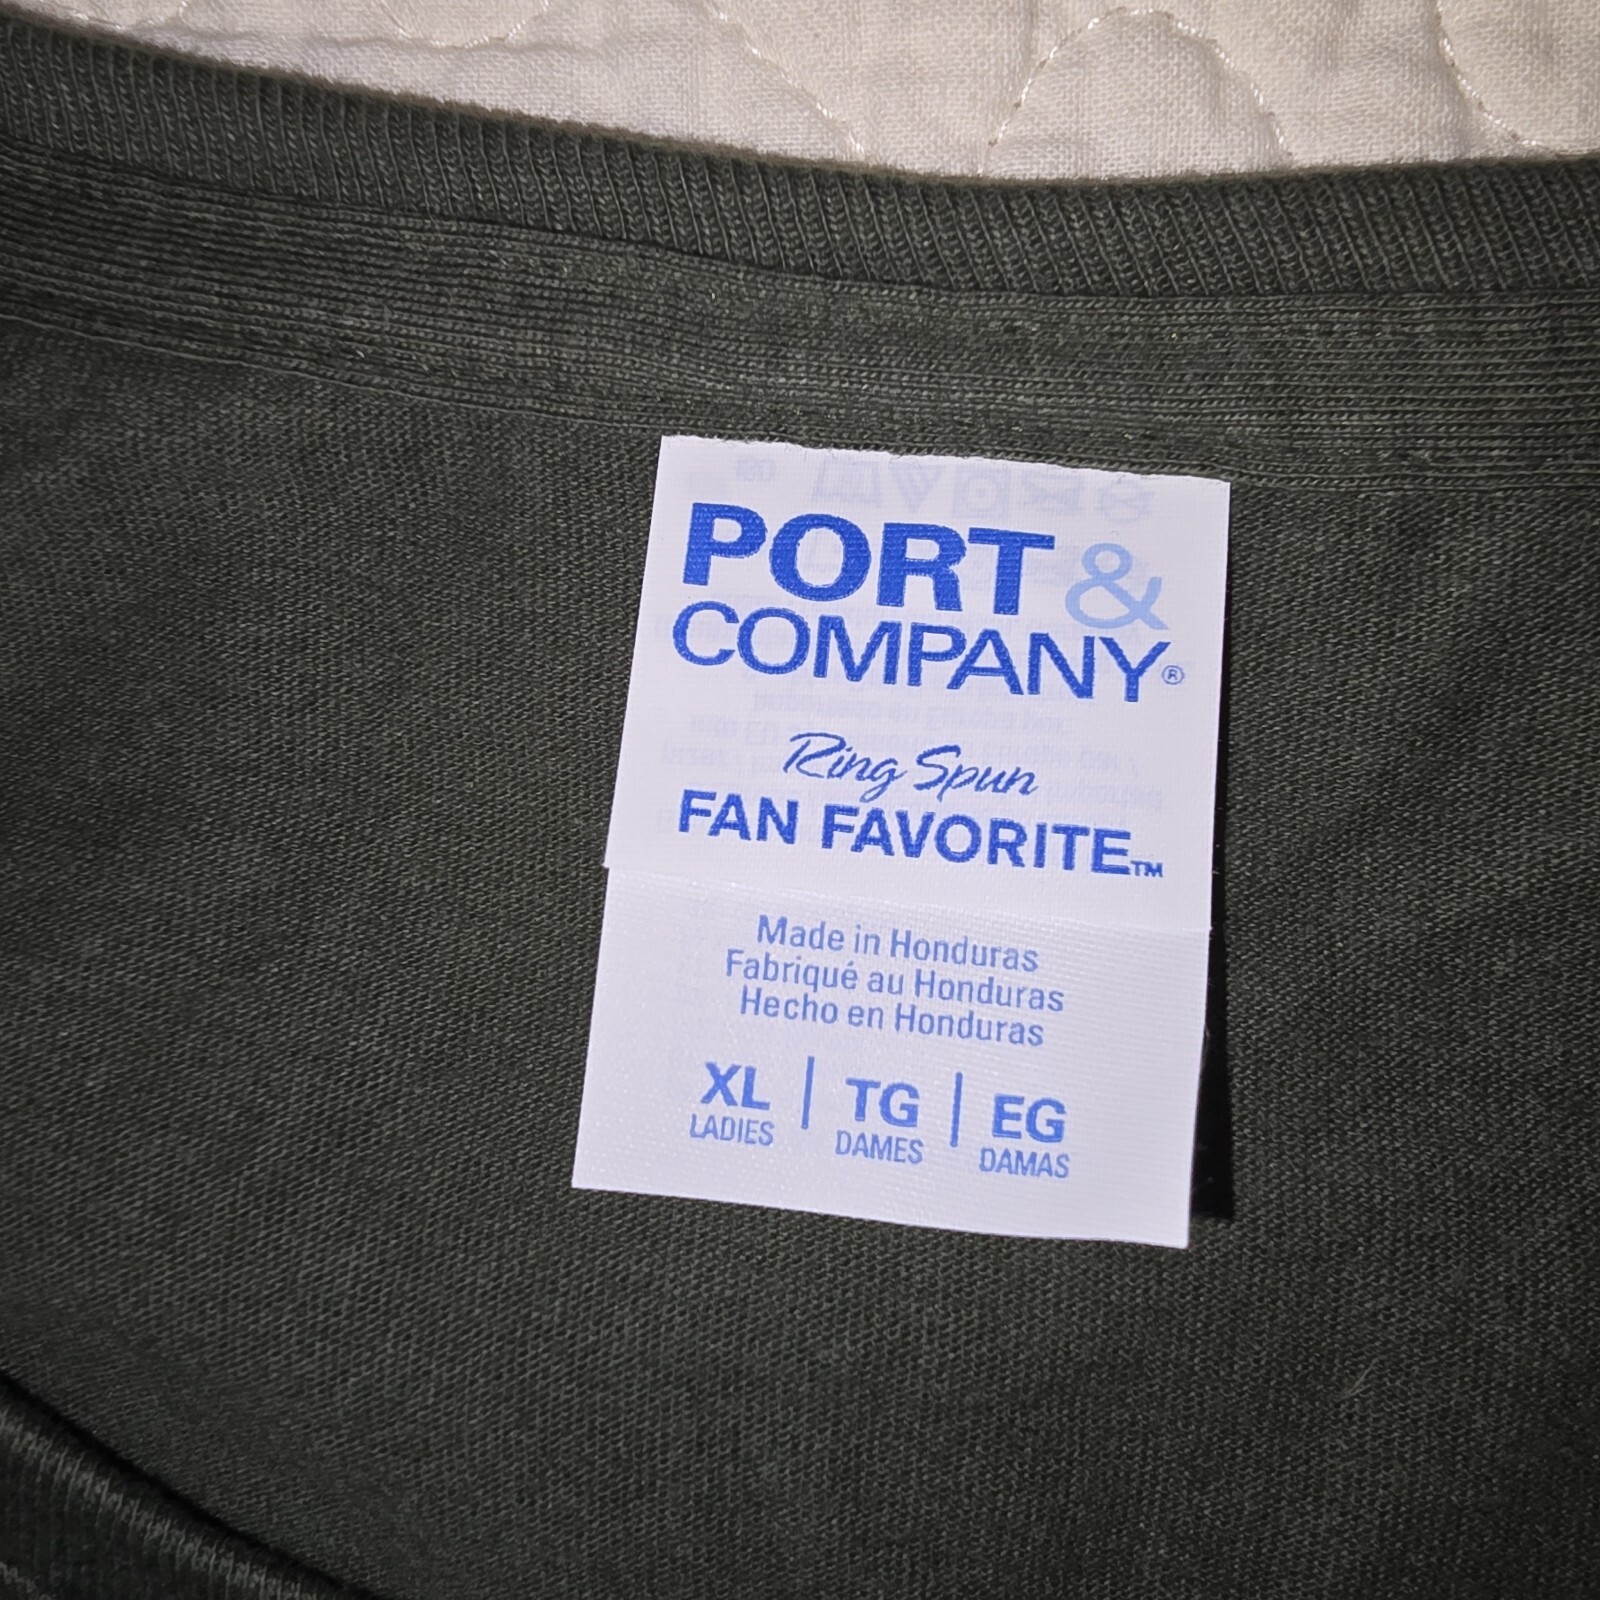 PORT &
COMPANY®
Ring Spun
FAN FAVORITE™
Made in Honduras
Fabriqué au Honduras
Hecho en Honduras
XL | TG | EG
LADIES DAMES DAMAS